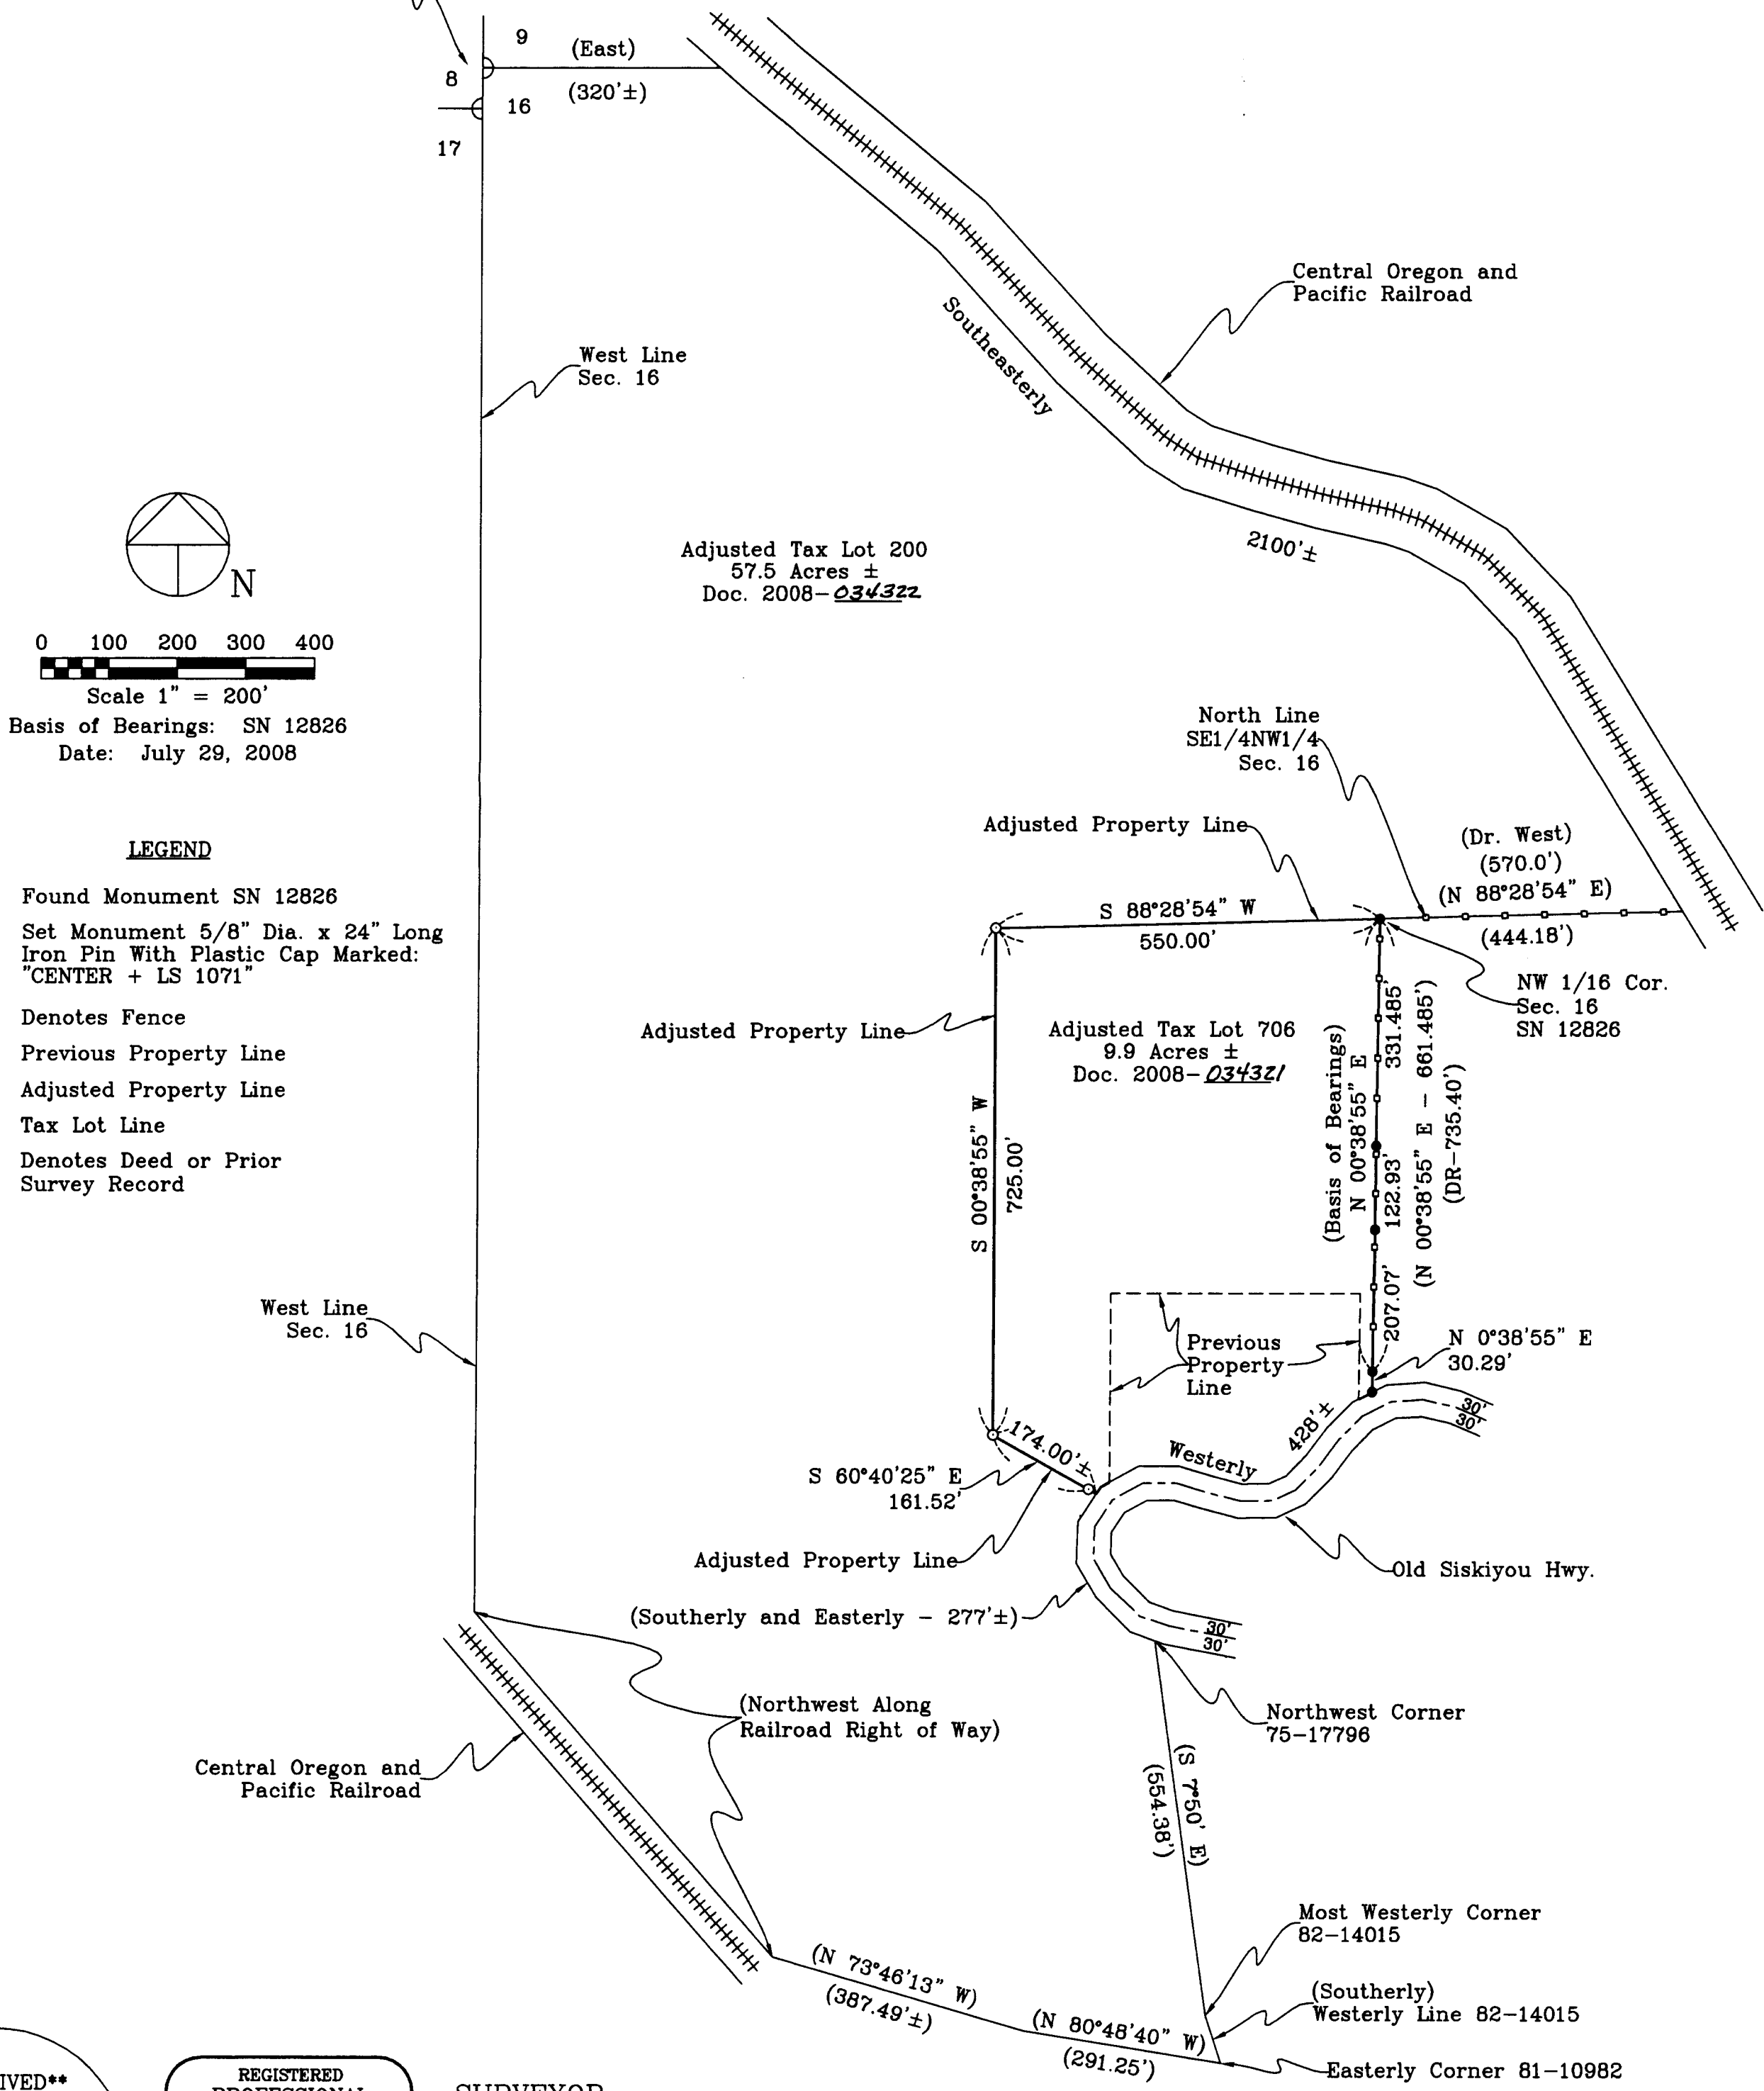 9
(East)
8
(320'±)
16
17
Central Oregon and
Pacific Railroad
Southeasterly
West Line
Sec. 16
2100'±
Adjusted Tax Lot 200
57.5 Acres ±
Doc. 2008-034322
N
0 100 200 300 400
Scale 1" = 200'
Basis of Bearings: SN 12826
Date: July 29, 2008
North Line
SE1/4NW1/4
Sec. 16
Adjusted Property Line
(Dr. West)
(570.0')
(N 88°28'54" E)
(444.18')
S 88°28'54" W
550.00'
NW 1/16 Cor.
Sec. 16
SN 12826
LEGEND
Found Monument SN 12826
Set Monument 5/8" Dia. x 24" Long
Iron Pin With Plastic Cap Marked:
"CENTER + LS 1071"
Denotes Fence
Previous Property Line
Adjusted Property Line
Tax Lot Line
Denotes Deed or Prior
Survey Record
Adjusted Property Line
Adjusted Tax Lot 706
9.9 Acres ±
Doc. 2008-034321
S 00°38'55" W
725.00'
(Basis of Bearings)
N 00°38'55" E
331.485'
122.93'
207.07'
(N 00°38'55" E - 661.485')
(DR-735.40')
West Line
Sec. 16
Previous
Property
Line
N 0°38'55" E
30.29'
30'
30'
428'±
Westerly
174.00'±
S 60°40'25" E
161.52'
Adjusted Property Line
Old Siskiyou Hwy.
(Southerly and Easterly - 277'±)
30'
30'
(Northwest Along
Railroad Right of Way)
Northwest Corner
75-17796
Central Oregon and
Pacific Railroad
(S 7°50' E)
(554.38')
Most Westerly Corner
82-14015
(Southerly)
Westerly Line 82-14015
(N 73°46'13" W)
(387.49'±)
(N 80°48'40" W)
(291.25')
Easterly Corner 81-10982
IVED**
REGISTERED
PROFESSIONAL
SURVEYOR